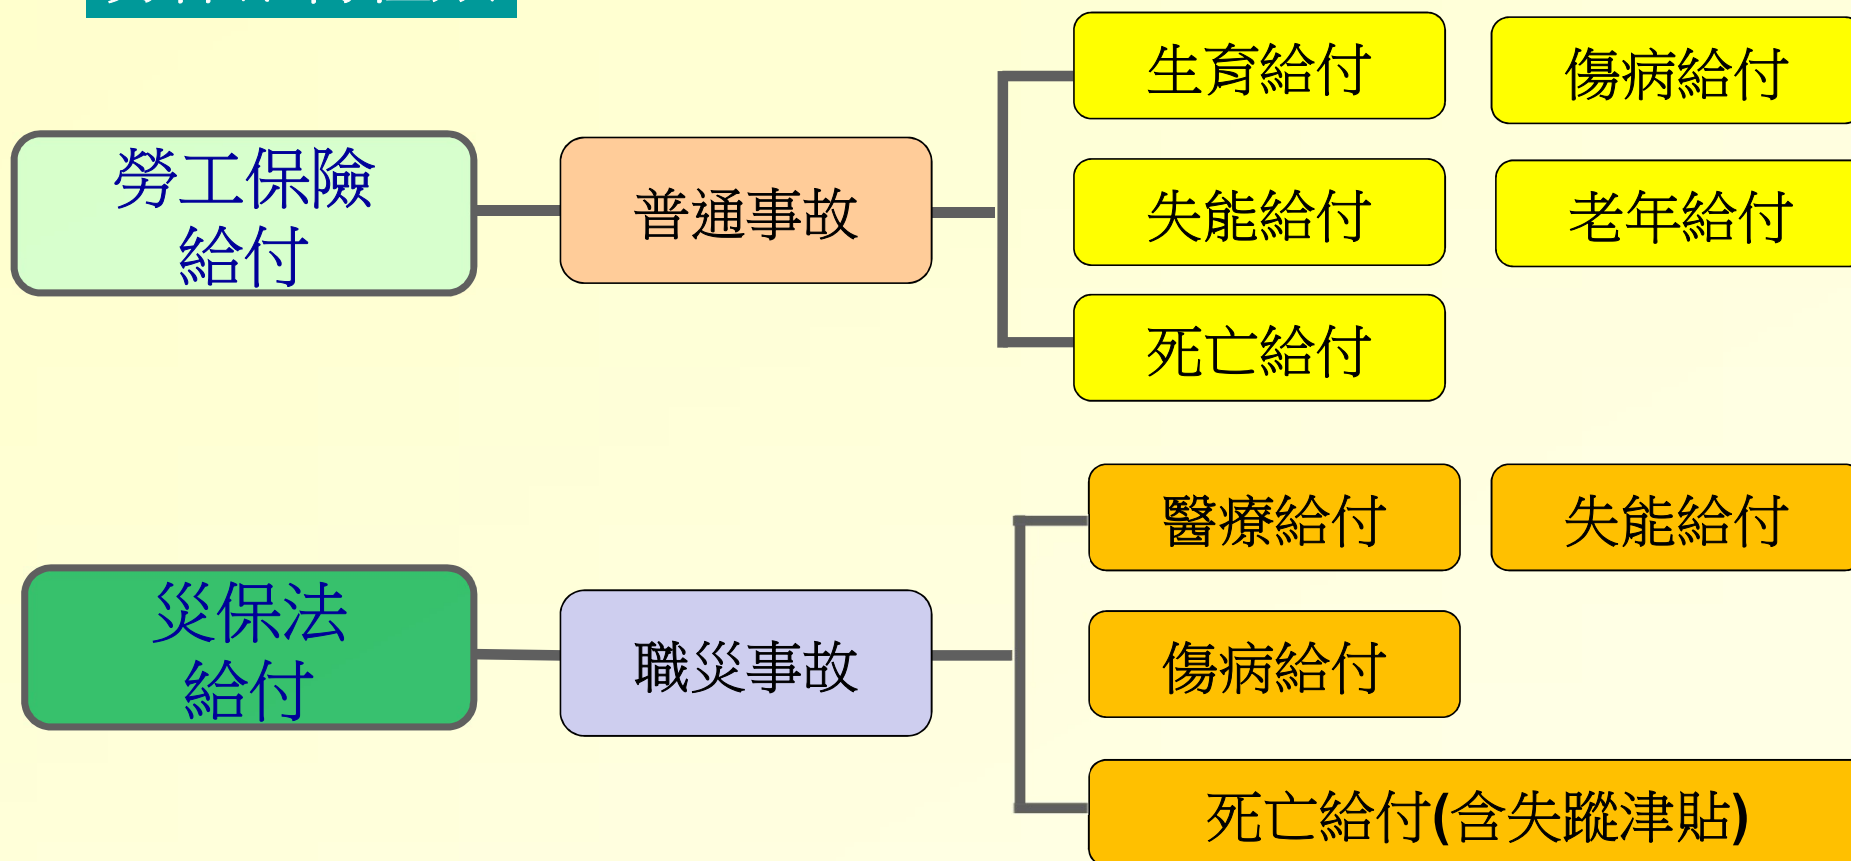 勞工保險
給付
普通事故
生育給付
傷病給付
失能給付
老年給付
死亡給付
災保法
給付
職災事故
醫療給付
失能給付
傷病給付
死亡給付(含失蹤津貼)